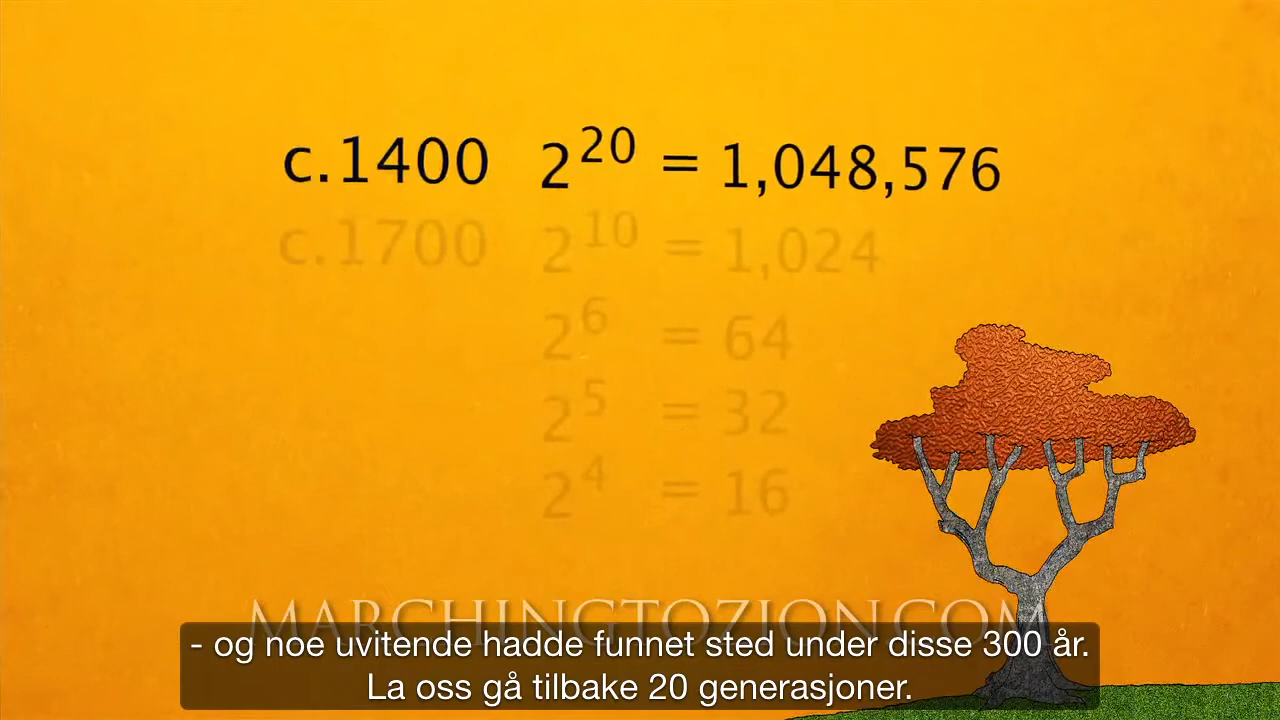 c.1400 2^20 = 1,048,576
c.1700 2^10 = 1,024
2^6 = 64
2^5 = 32
2^4 = 16
MARCHINGTOZION.COM
- og noe uvitende hadde funnet sted under disse 300 år.
La oss gå tilbake 20 generasjoner.